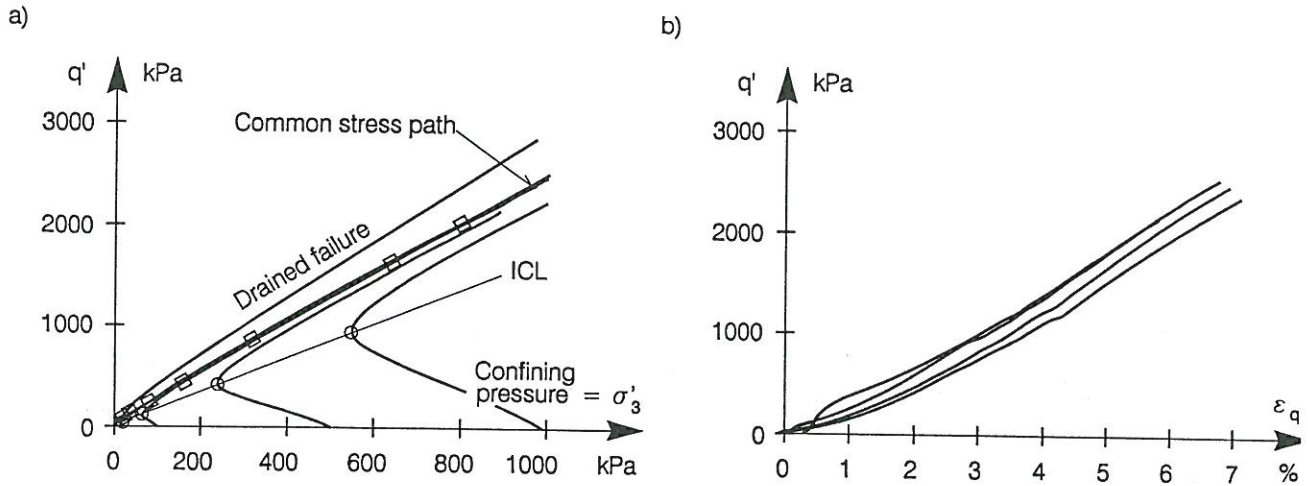 a)
q' kPa
3000
Common stress path
2000
Drained failure
ICL
1000
Confining
pressure = σ'3
0
0 200 400 600 800 1000 kPa
b)
q' kPa
3000
2000
1000
εq
0
0 1 2 3 4 5 6 7 %